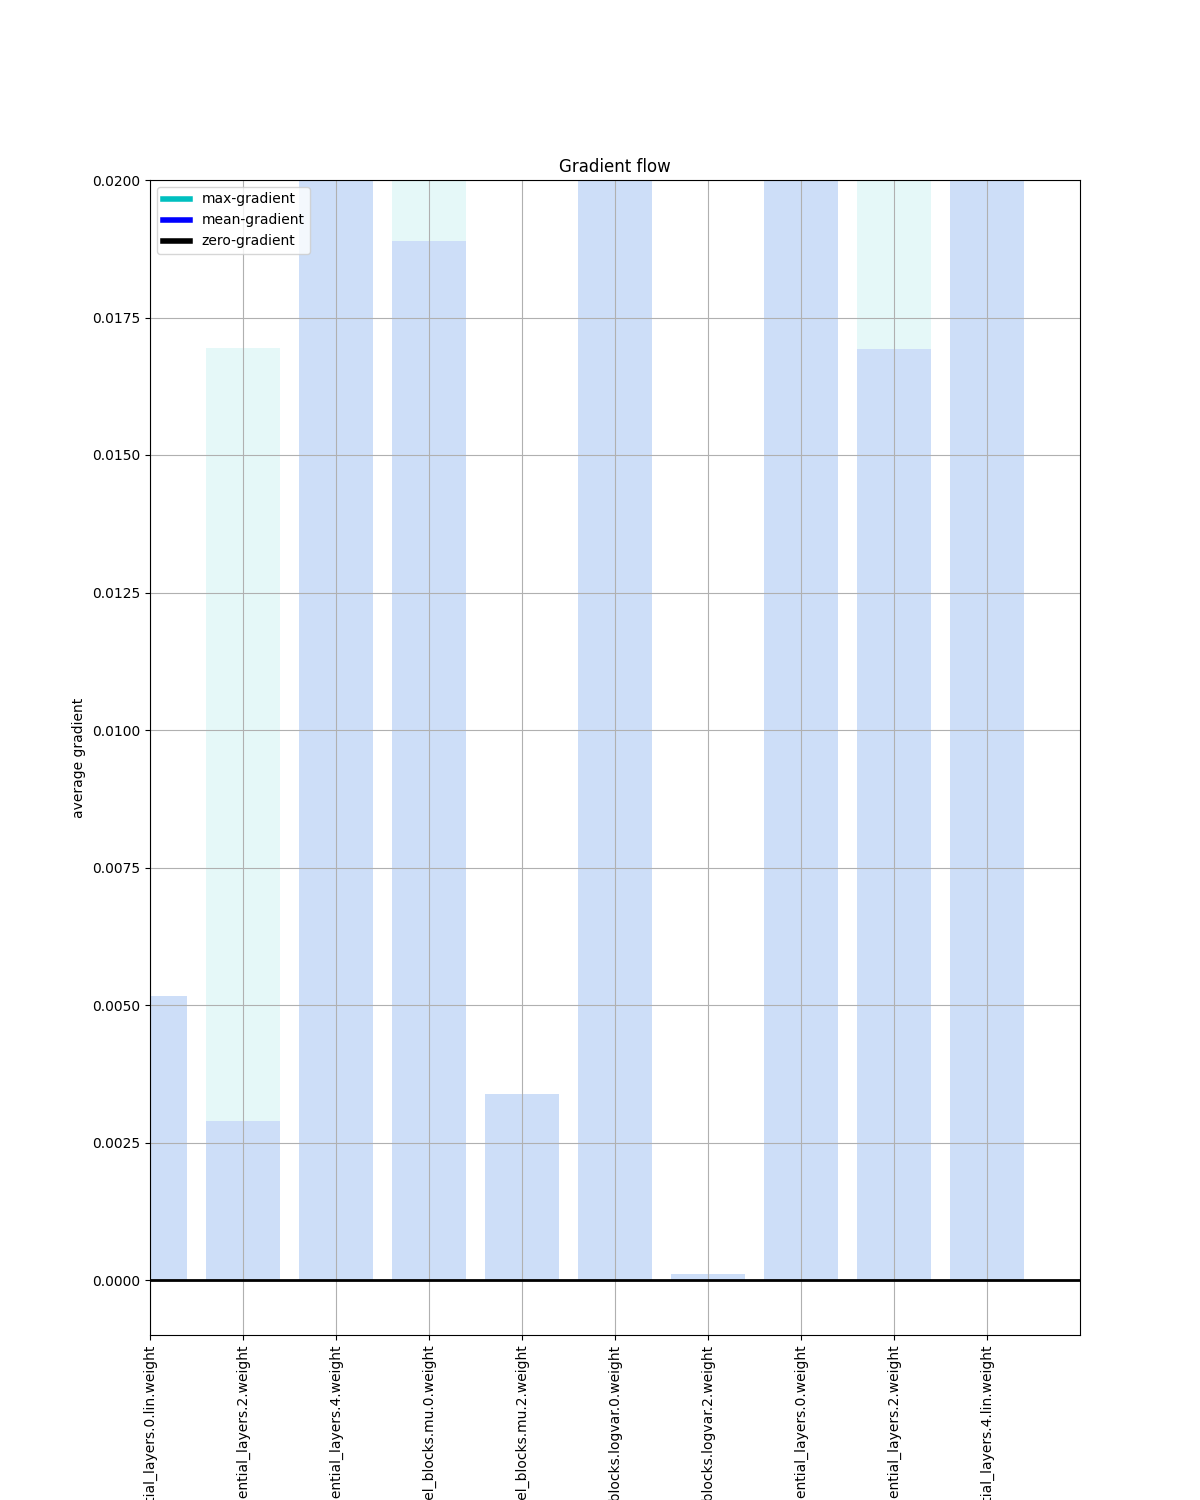 Gradient flow
max-gradient
mean-gradient
zero-gradient
average gradient
0.0200
0.0175
0.0150
0.0125
0.0100
0.0075
0.0050
0.0025
0.0000
tial_layers.0.lin.weight
ential_layers.2.weight
ential_layers.4.weight
el_blocks.mu.0.weight
el_blocks.mu.2.weight
blocks.logvar.0.weight
blocks.logvar.2.weight
ential_layers.0.weight
ential_layers.2.weight
tial_layers.4.lin.weight